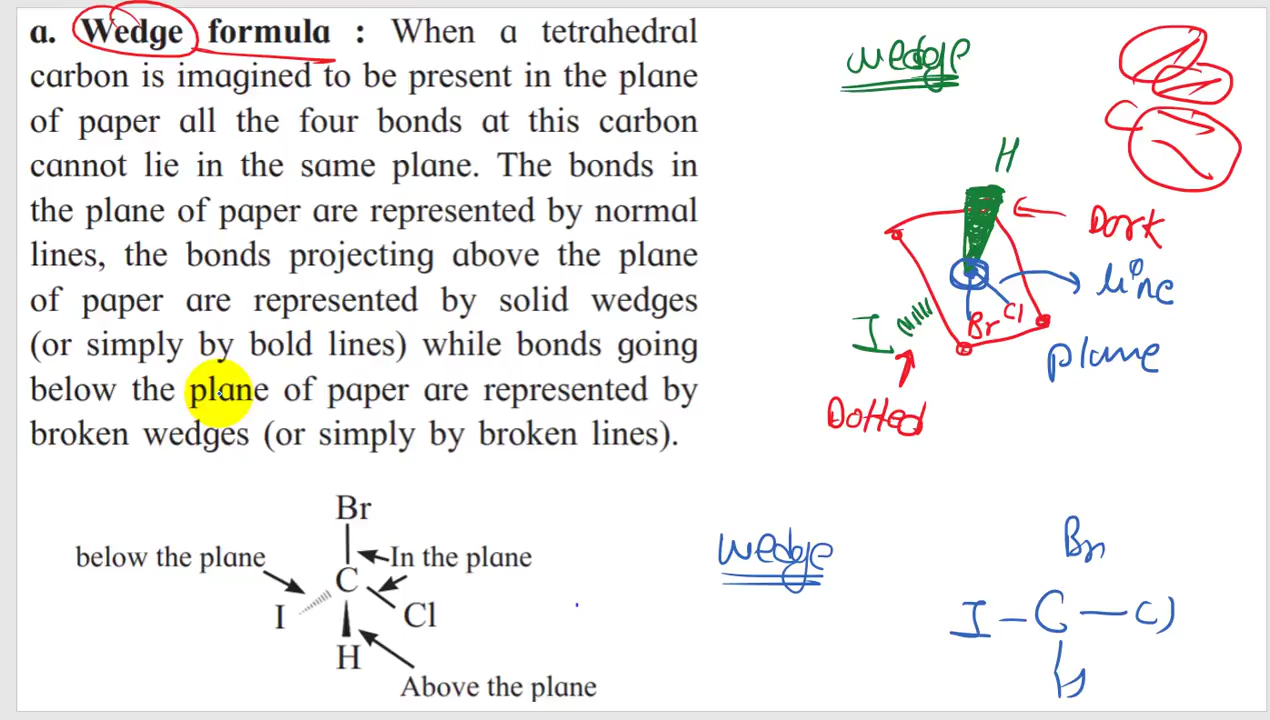 a. Wedge formula : When a tetrahedral
carbon is imagined to be present in the plane
of paper all the four bonds at this carbon
cannot lie in the same plane. The bonds in
the plane of paper are represented by normal
lines, the bonds projecting above the plane
of paper are represented by solid wedges
(or simply by bold lines) while bonds going
below the plane of paper are represented by
broken wedges (or simply by broken lines).
Br
below the plane
In the plane
C
I
Cl
H
Above the plane
wedge
H
Dark
line
Cl
Br
I
plane
Dotted
wedge
Br
I - C - Cl
H